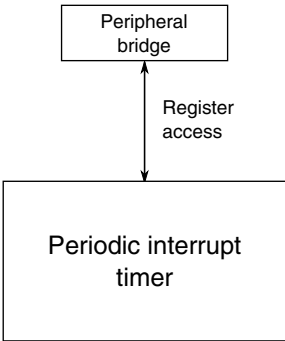 Peripheral
bridge
Register
access
Periodic interrupt
timer